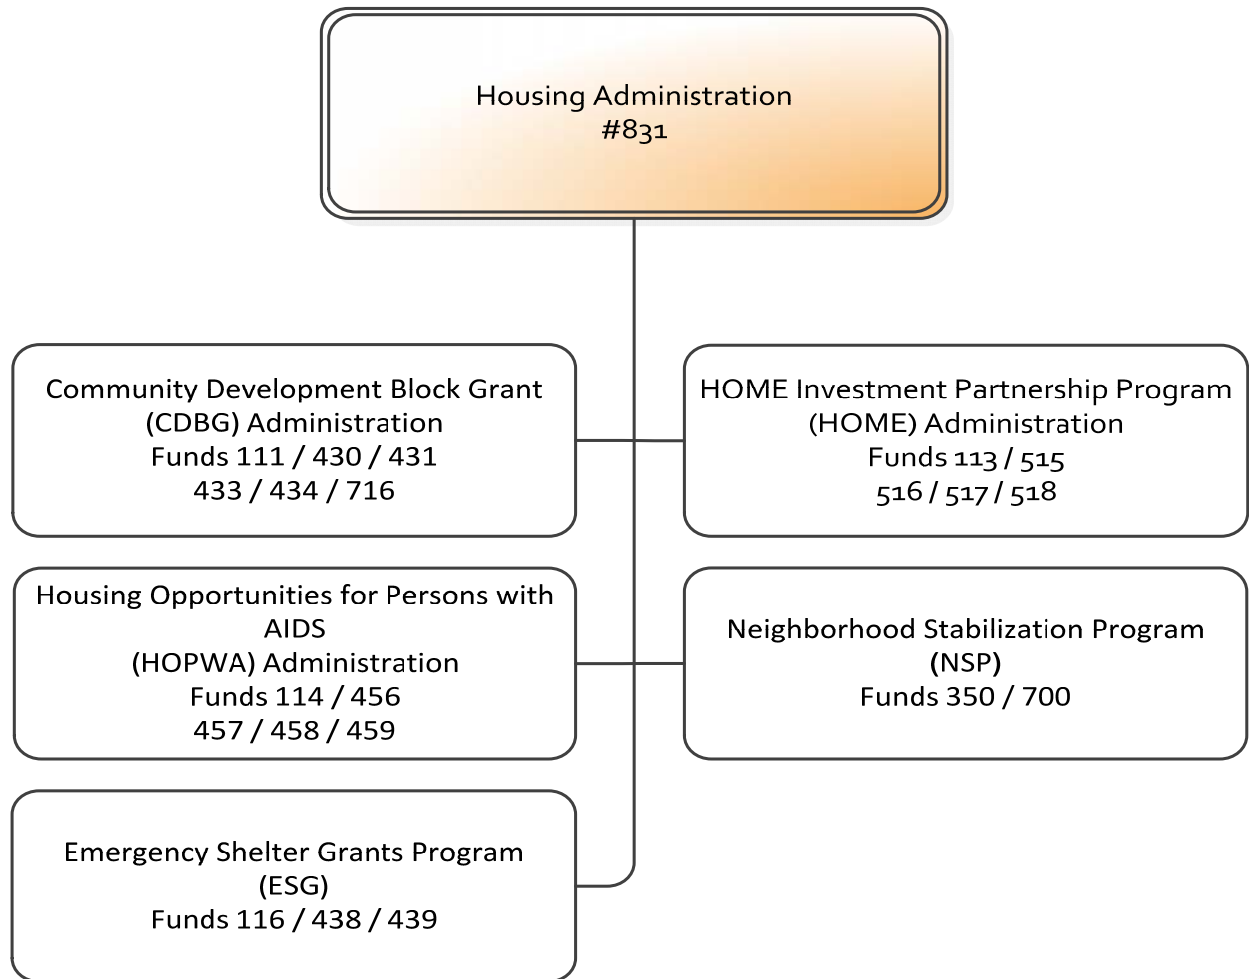 Housing Administration
#831
Community Development Block Grant
(CDBG) Administration
Funds 111 / 430 / 431
433 / 434 / 716
HOME Investment Partnership Program
(HOME) Administration
Funds 113 / 515
516 / 517 / 518
Housing Opportunities for Persons with
AIDS
(HOPWA) Administration
Funds 114 / 456
457 / 458 / 459
Neighborhood Stabilization Program
(NSP)
Funds 350 / 700
Emergency Shelter Grants Program
(ESG)
Funds 116 / 438 / 439